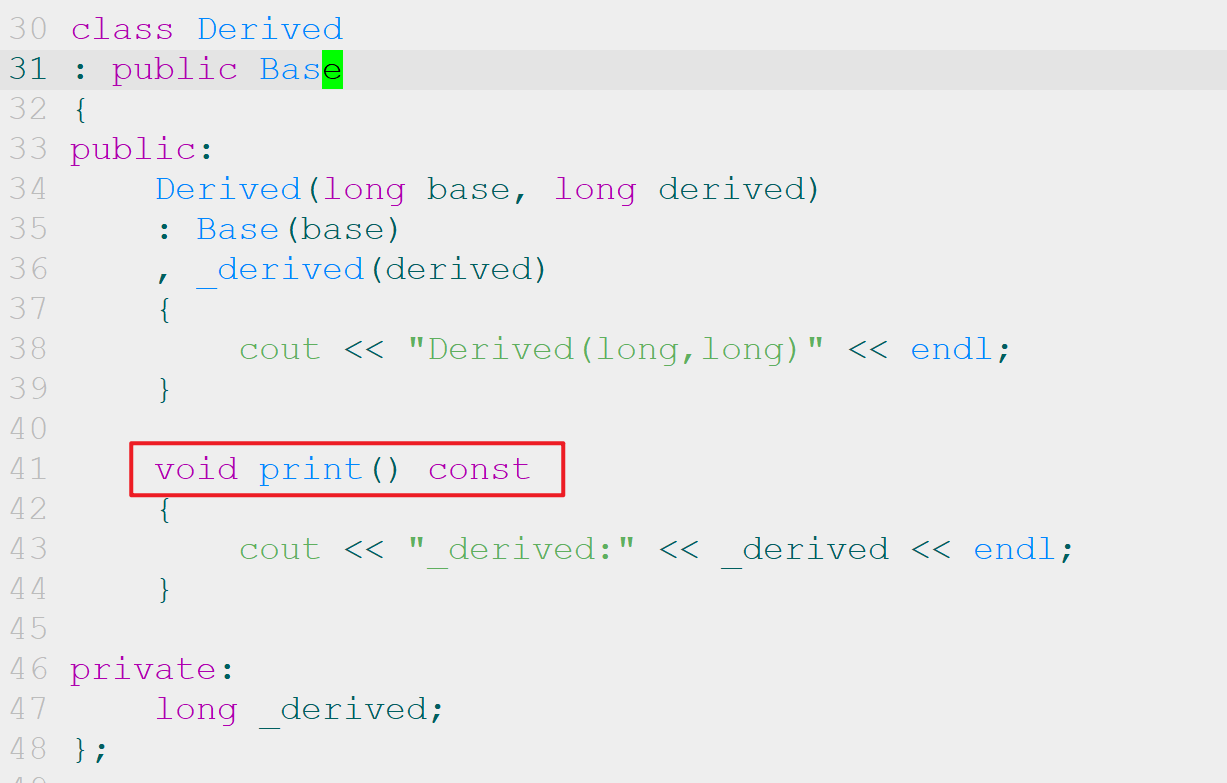 30 class Derived
31 : public Base
32 {
33 public:
34     Derived(long base, long derived)
35     : Base(base)
36     , _derived(derived)
37     {
38         cout << "Derived(long,long)" << endl;
39     }
40
41     void print() const
42     {
43         cout << "_derived:" << _derived << endl;
44     }
45
46 private:
47     long _derived;
48 };